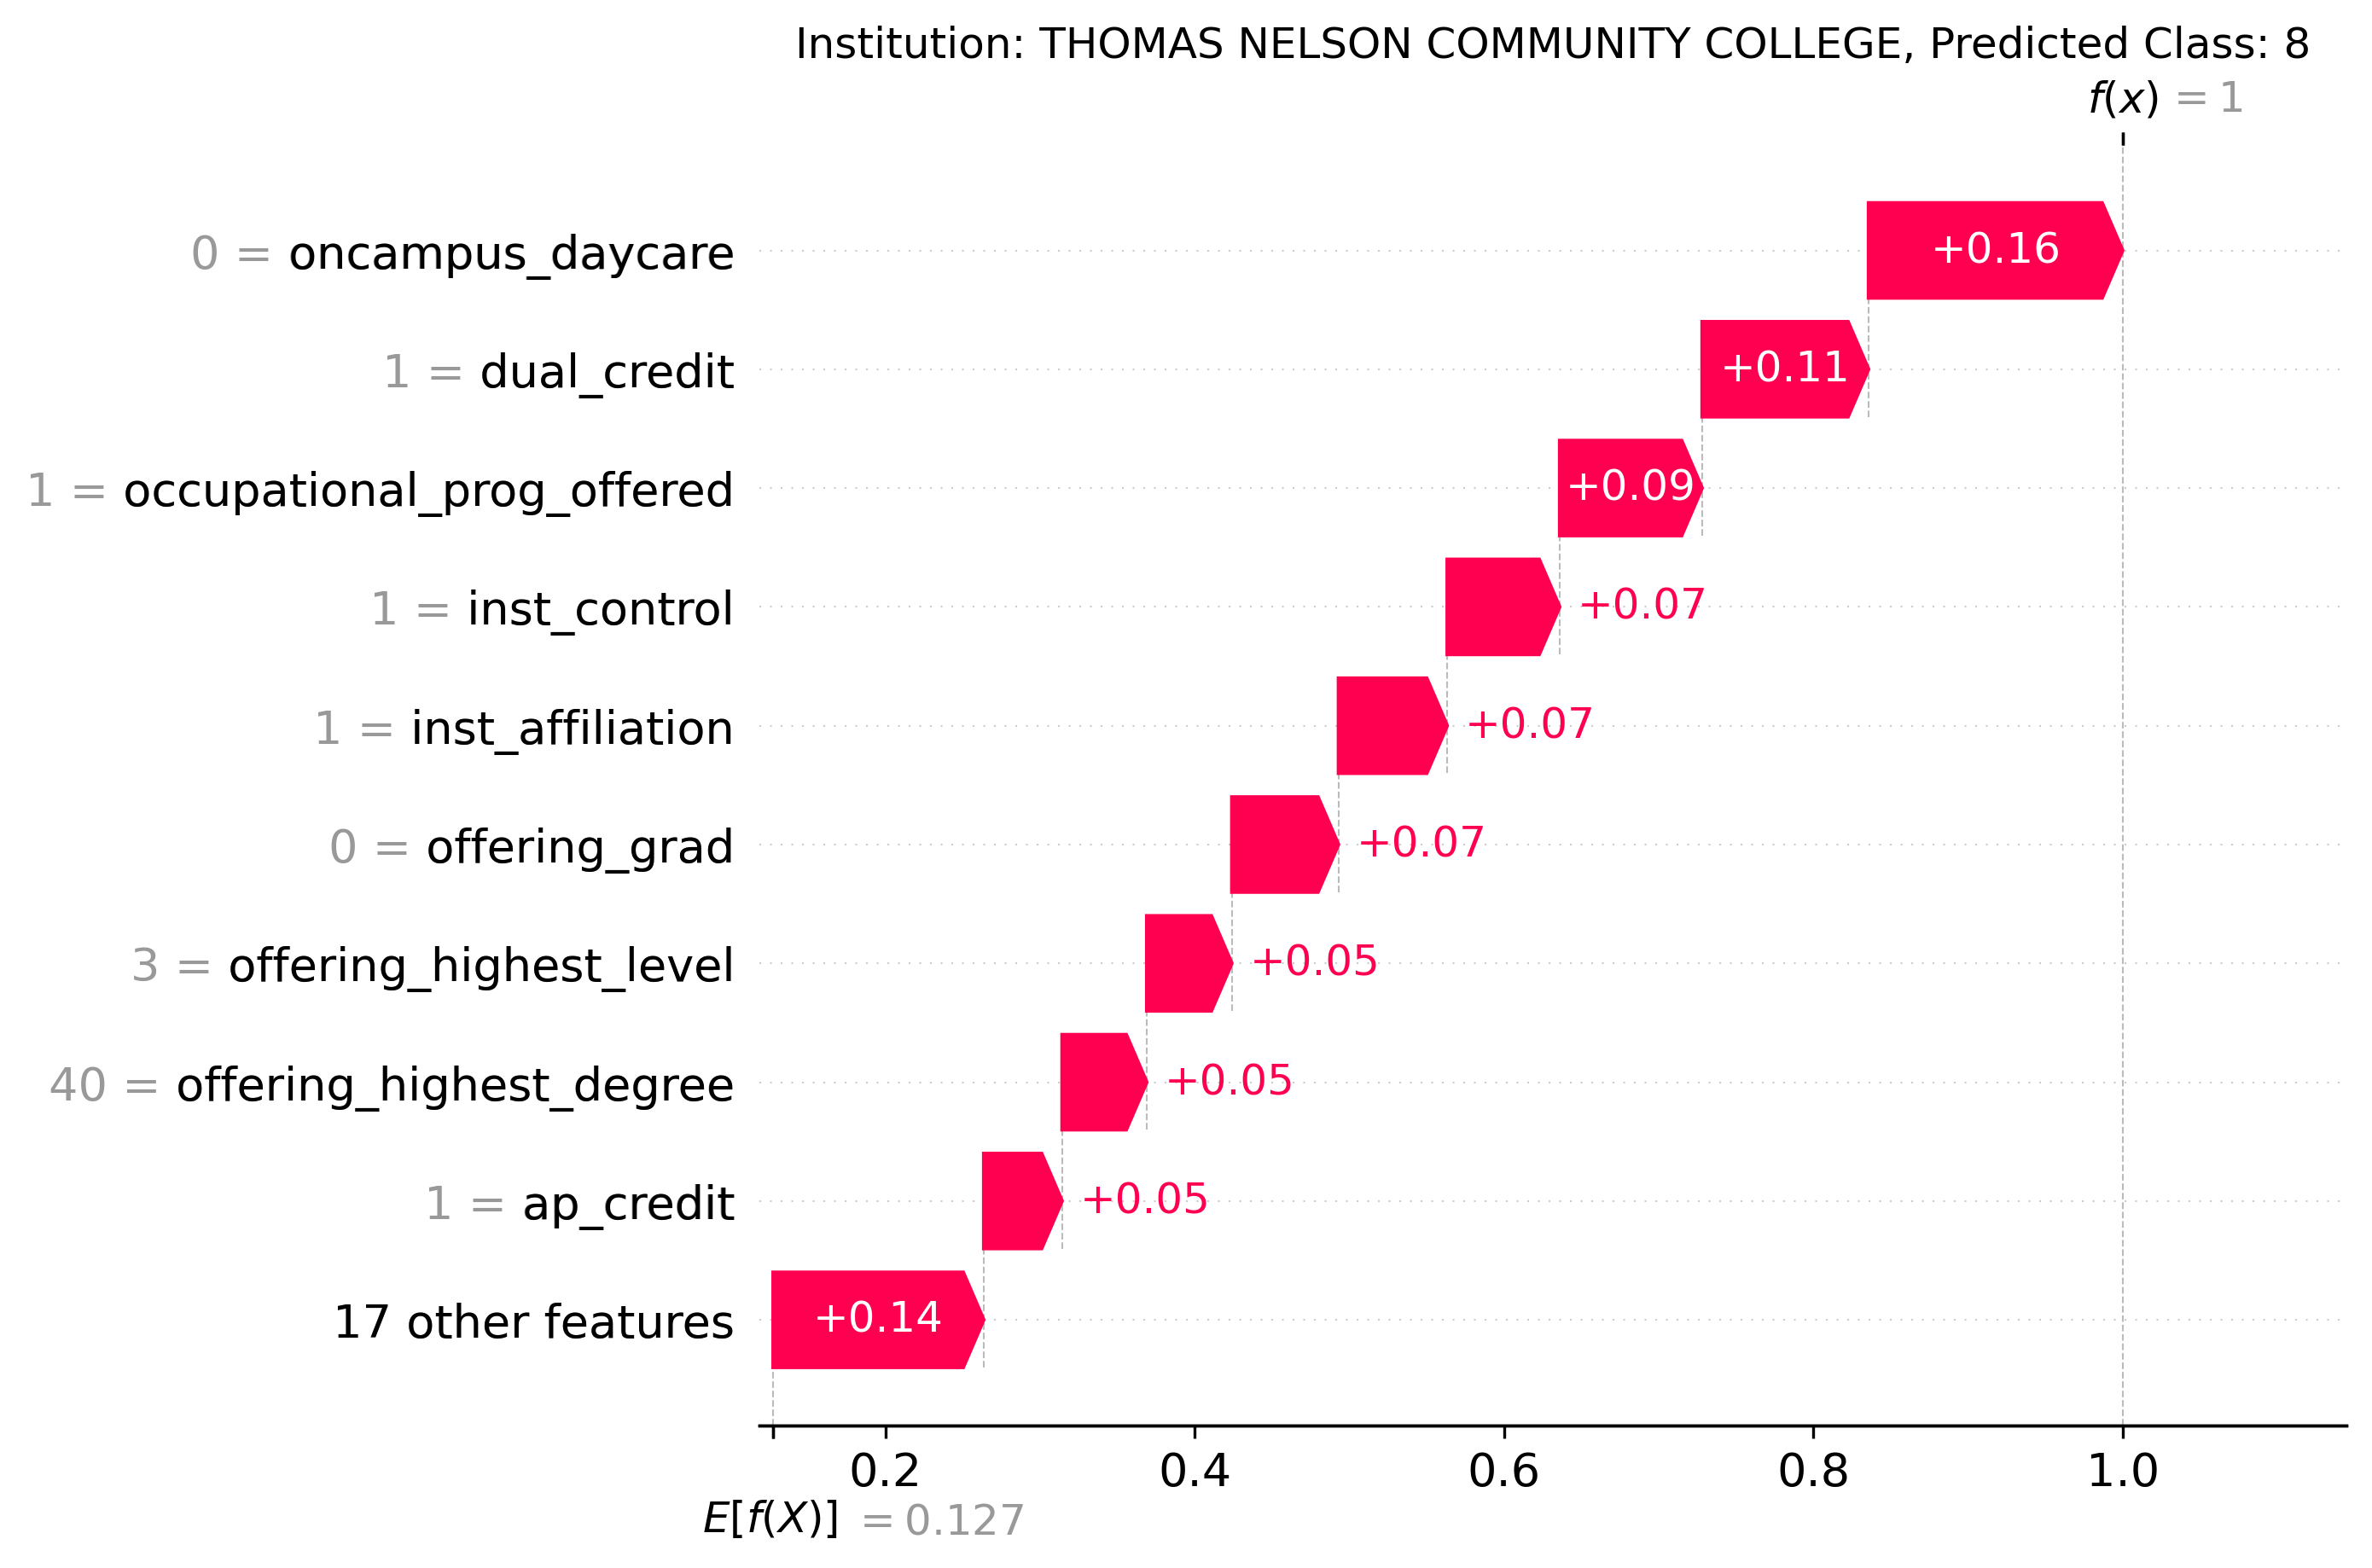 Institution: THOMAS NELSON COMMUNITY COLLEGE, Predicted Class: 8
f(x) = 1
0 = oncampus_daycare +0.16
1 = dual_credit +0.11
1 = occupational_prog_offered +0.09
1 = inst_control +0.07
1 = inst_affiliation +0.07
0 = offering_grad +0.07
3 = offering_highest_level +0.05
40 = offering_highest_degree +0.05
1 = ap_credit +0.05
17 other features +0.14
0.2 0.4 0.6 0.8 1.0
E[f(X)] = 0.127